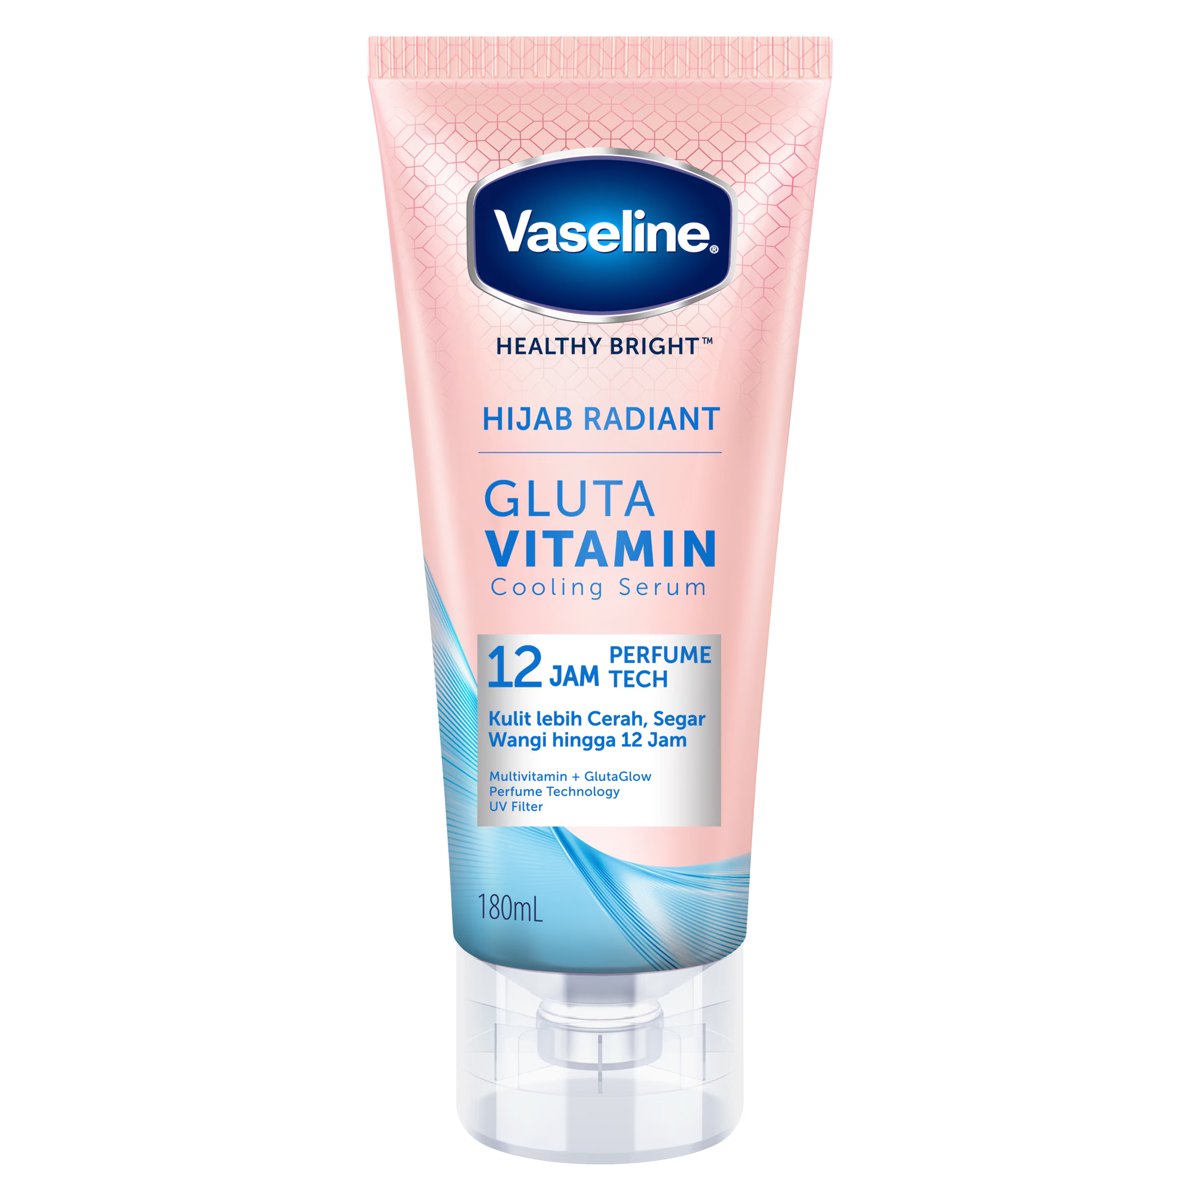 Vaseline®
HEALTHY BRIGHT™
HIJAB RADIANT
GLUTA
VITAMIN
Cooling Serum
12 JAM PERFUME TECH
Kulit lebih Cerah, Segar
Wangi hingga 12 Jam
Multivitamin + GlutaGlow
Perfume Technology
UV Filter
180mL